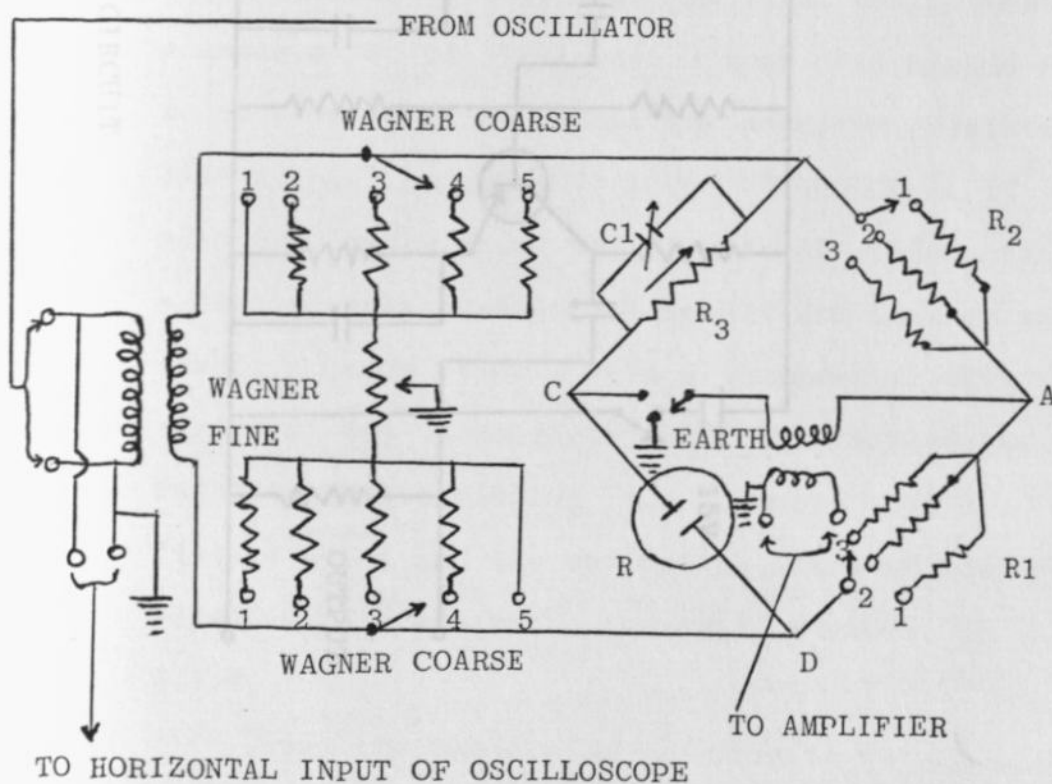 FROM OSCILLATOR
WAGNER COARSE
1 2 3 4 5
C1
R3
1
2
3
R2
WAGNER
FINE
C
A
EARTH
R
3
2
1
R1
1 2 3 4 5
WAGNER COARSE
D
TO AMPLIFIER
TO HORIZONTAL INPUT OF OSCILLOSCOPE